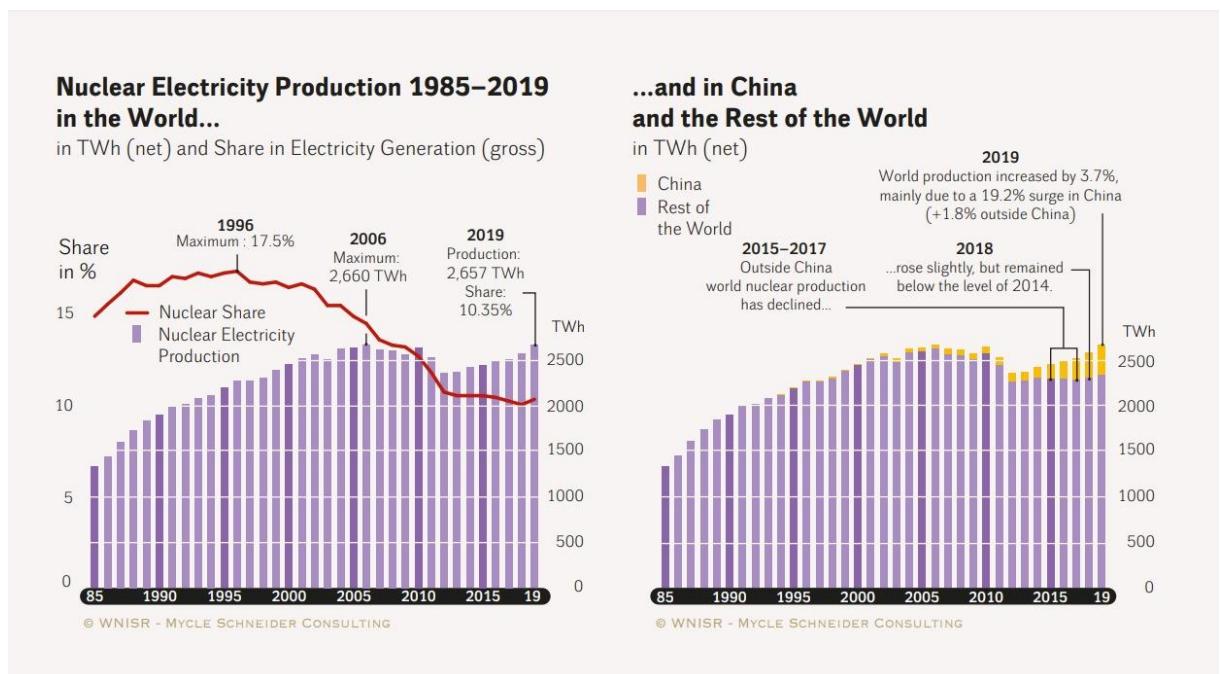 Nuclear Electricity Production 1985–2019
in the World...
in TWh (net) and Share in Electricity Generation (gross)
Share
in %
1996
Maximum : 17.5%
2006
Maximum:
2,660 TWh
2019
Production:
2,657 TWh
Share:
10.35%
Nuclear Share
Nuclear Electricity
Production
15
10
5
0
TWh
2500
2000
1500
1000
500
0
85 1990 1995 2000 2005 2010 2015 19
© WNISR - MYCLE SCHNEIDER CONSULTING
...and in China
and the Rest of the World
in TWh (net)
China
Rest of
the World
2019
World production increased by 3.7%,
mainly due to a 19.2% surge in China
(+1.8% outside China)
2015–2017
Outside China
world nuclear production
has declined...
2018
...rose slightly, but remained
below the level of 2014.
TWh
2500
2000
1500
1000
500
0
85 1990 1995 2000 2005 2010 2015 19
© WNISR - MYCLE SCHNEIDER CONSULTING